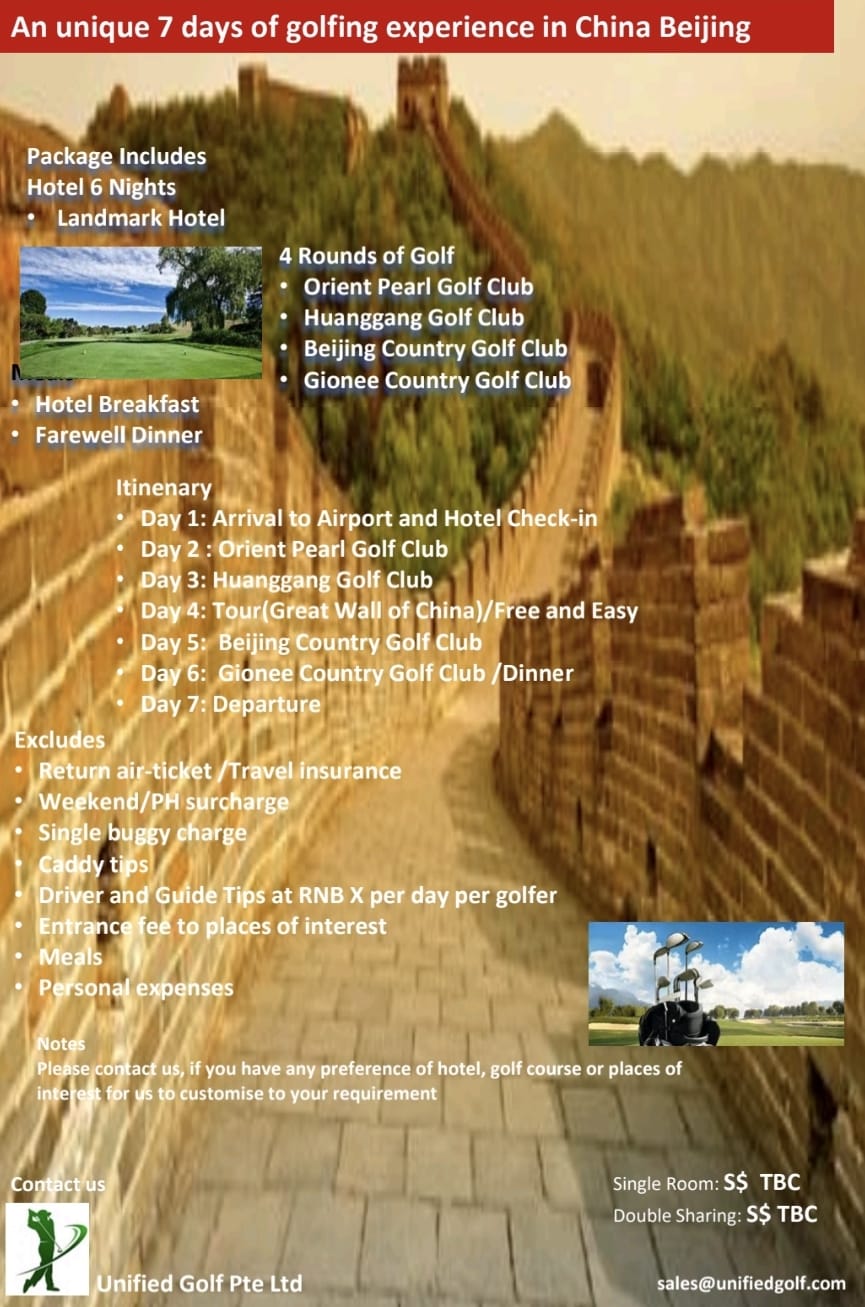 An unique 7 days of golfing experience in China Beijing
Package Includes
Hotel 6 Nights
• Landmark Hotel
4 Rounds of Golf
• Orient Pearl Golf Club
• Huanggang Golf Club
• Beijing Country Golf Club
• Gionee Country Golf Club
• Hotel Breakfast
• Farewell Dinner
Itinenary
• Day 1: Arrival to Airport and Hotel Check-in
• Day 2 : Orient Pearl Golf Club
• Day 3: Huanggang Golf Club
• Day 4: Tour(Great Wall of China)/Free and Easy
• Day 5: Beijing Country Golf Club
• Day 6: Gionee Country Golf Club /Dinner
• Day 7: Departure
Excludes
• Return air-ticket /Travel insurance
• Weekend/PH surcharge
• Single buggy charge
• Caddy tips
• Driver and Guide Tips at RNB X per day per golfer
• Entrance fee to places of interest
• Meals
• Personal expenses
Notes
Please contact us, if you have any preference of hotel, golf course or places of
interest for us to customise to your requirement
Contact us
Single Room: S$ TBC
Double Sharing: S$ TBC
Unified Golf Pte Ltd
sales@unifiedgolf.com